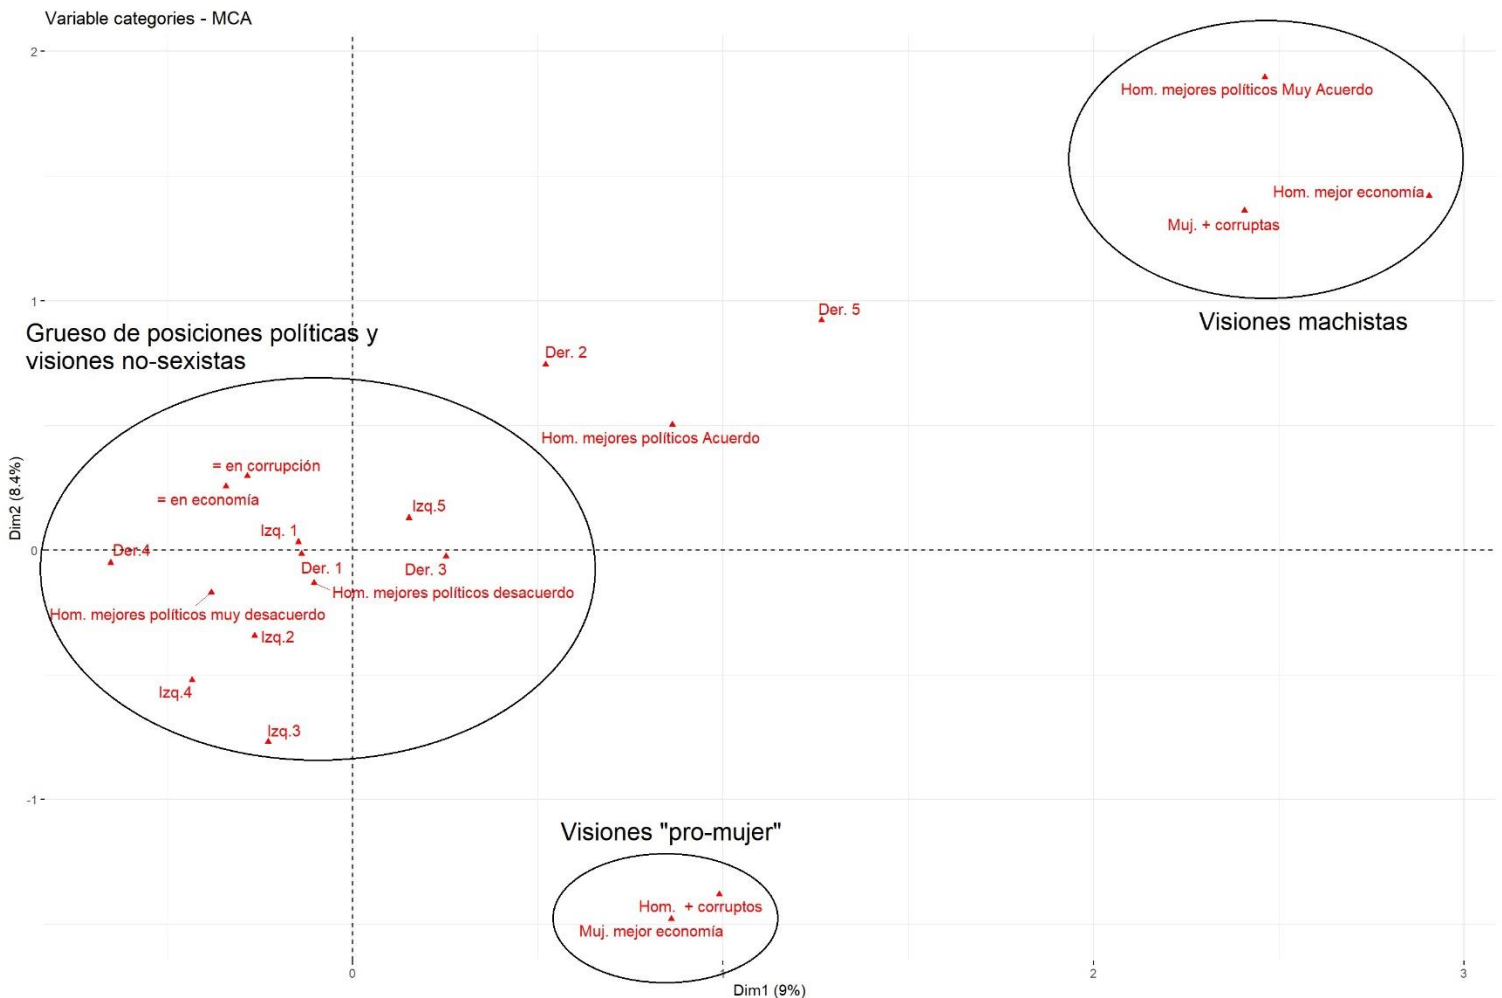 Variable categories - MCA
2
Hom. mejores políticos Muy Acuerdo
Hom. mejor economía
Muj. + corruptas
1
Der. 5
Visiones machistas
Grueso de posiciones políticas y
visiones no-sexistas
Der. 2
Hom. mejores políticos Acuerdo
= en corrupción
= en economía
Izq.5
Izq. 1
0
Der.4
Der. 1
Der. 3
Hom. mejores políticos desacuerdo
Hom. mejores políticos muy desacuerdo
Izq.2
Izq.4
Izq.3
-1
Visiones "pro-mujer"
Hom. + corruptos
Muj. mejor economía
Dim2 (8.4%)
0
1
2
3
Dim1 (9%)